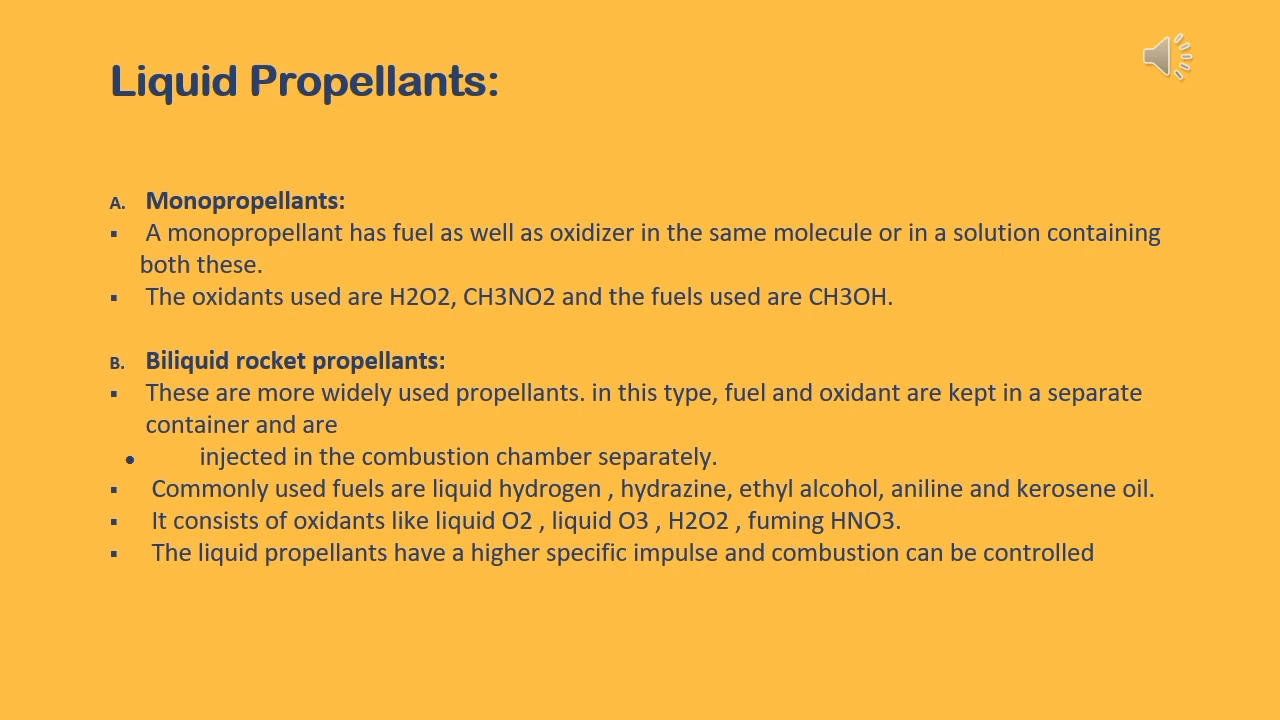 Liquid Propellants:
A. Monopropellants:
▪ A monopropellant has fuel as well as oxidizer in the same molecule or in a solution containing
both these.
▪ The oxidants used are H2O2, CH3NO2 and the fuels used are CH3OH.
B. Biliquid rocket propellants:
▪ These are more widely used propellants. in this type, fuel and oxidant are kept in a separate
container and are
• injected in the combustion chamber separately.
▪ Commonly used fuels are liquid hydrogen , hydrazine, ethyl alcohol, aniline and kerosene oil.
▪ It consists of oxidants like liquid O2 , liquid O3 , H2O2 , fuming HNO3.
▪ The liquid propellants have a higher specific impulse and combustion can be controlled